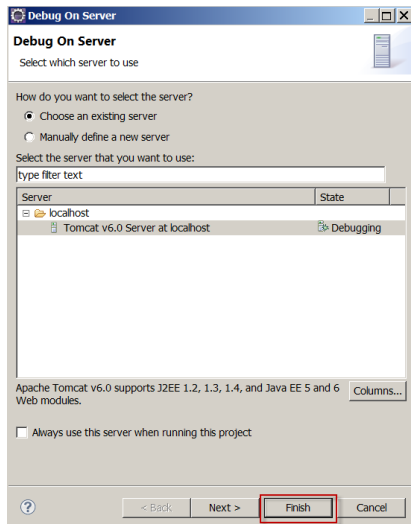 Debug On Server
Debug On Server
Select which server to use
How do you want to select the server?
Choose an existing server
Manually define a new server
Select the server that you want to use:
type filter text
Server State
localhost
Tomcat v6.0 Server at localhost Debugging
Apache Tomcat v6.0 supports J2EE 1.2, 1.3, 1.4, and Java EE 5 and 6 Columns...
Web modules.
Always use this server when running this project
? < Back Next > Finish Cancel